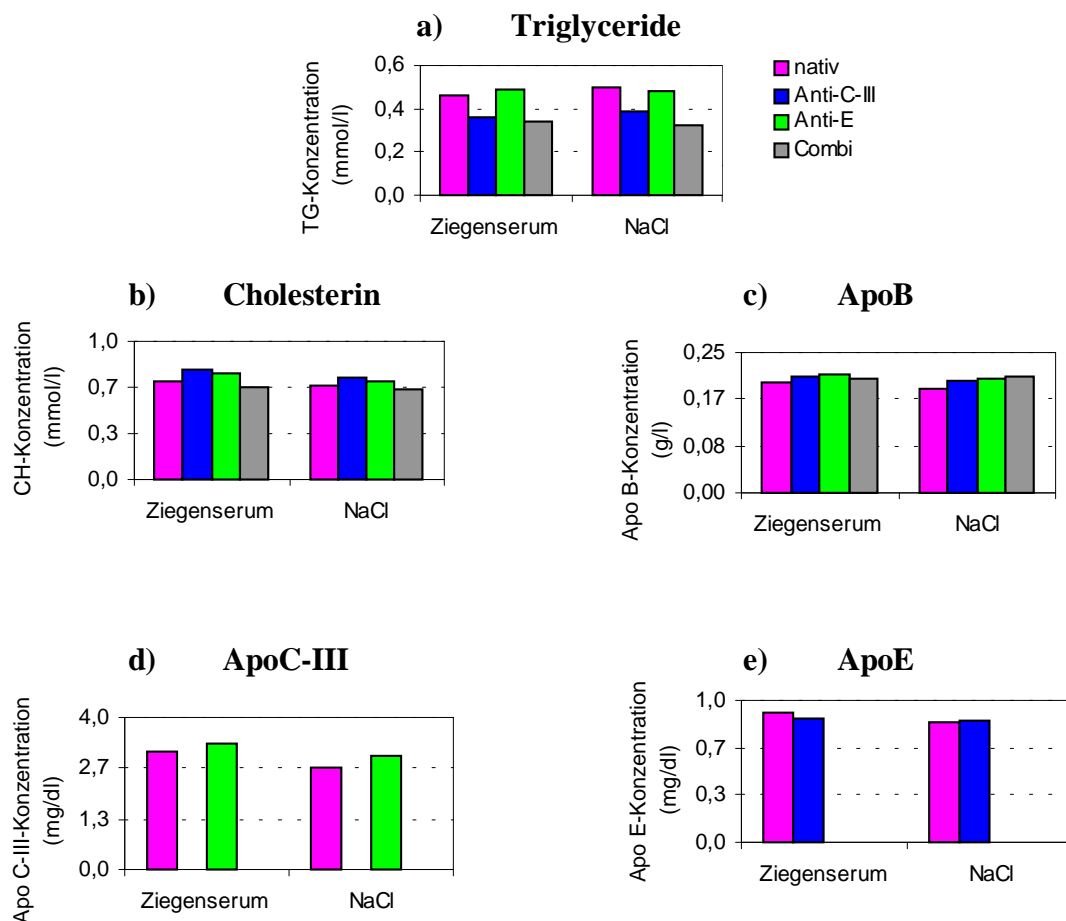 a) Triglyceride
TG-Konzentration
(mmol/l)
0,6
0,4
0,2
0,0
Ziegenserum NaCl
nativ
Anti-C-III
Anti-E
Combi
b) Cholesterin
CH-Konzentration
(mmol/l)
1,0
0,7
0,3
0,0
Ziegenserum NaCl
c) ApoB
Apo B-Konzentration
(g/l)
0,25
0,17
0,08
0,00
Ziegenserum NaCl
d) ApoC-III
Apo C-III-Konzentration
(mg/dl)
4,0
2,7
1,3
0,0
Ziegenserum NaCl
e) ApoE
Apo E-Konzentration
(mg/dl)
1,0
0,7
0,3
0,0
Ziegenserum NaCl